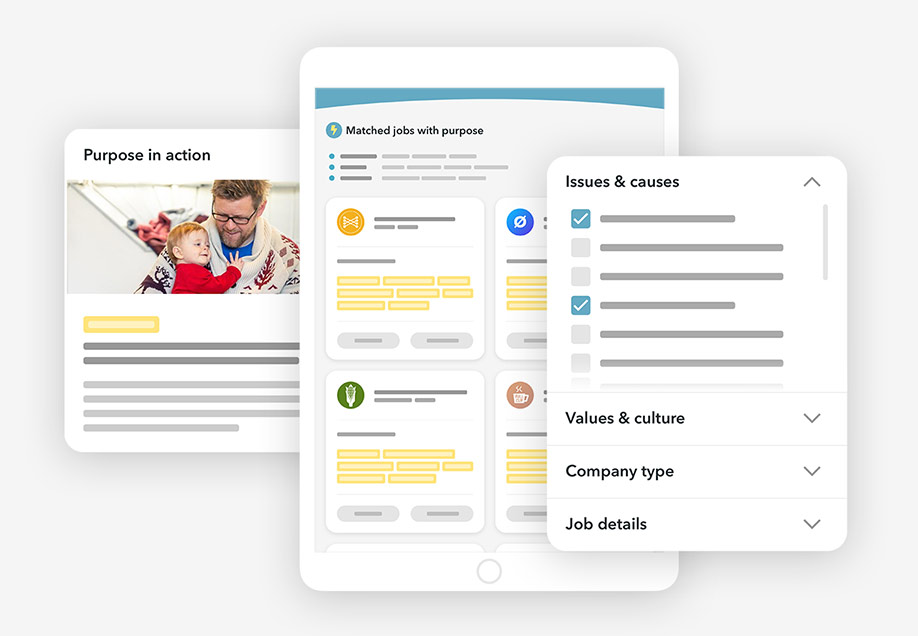 Purpose in action
Matched jobs with purpose
Issues & causes
Values & culture
Company type
Job details